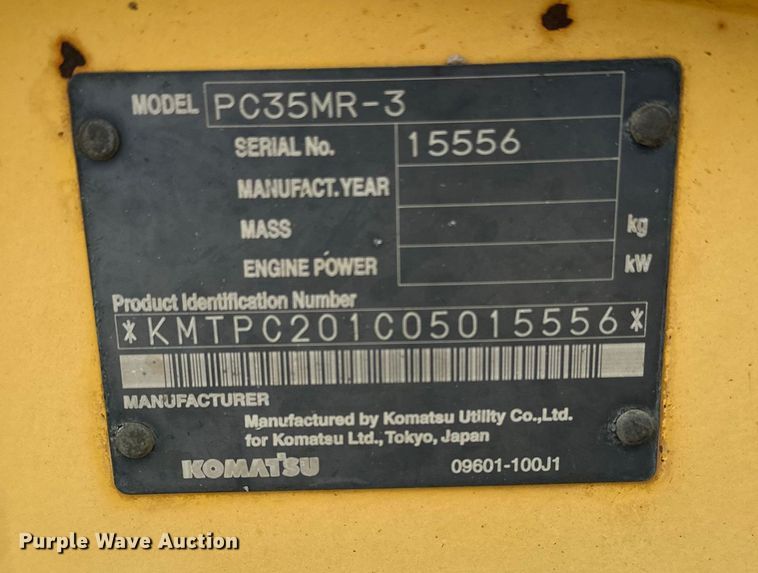 MODEL PC35MR-3
SERIAL No. 15556
MANUFACT.YEAR
MASS kg
ENGINE POWER kW
Product Identification Number
*KMTPC201C05015556*
MANUFACTURER
Manufactured by Komatsu Utility Co.,Ltd.
for Komatsu Ltd.,Tokyo, Japan
KOMATSU 09601-100J1
Purple Wave Auction